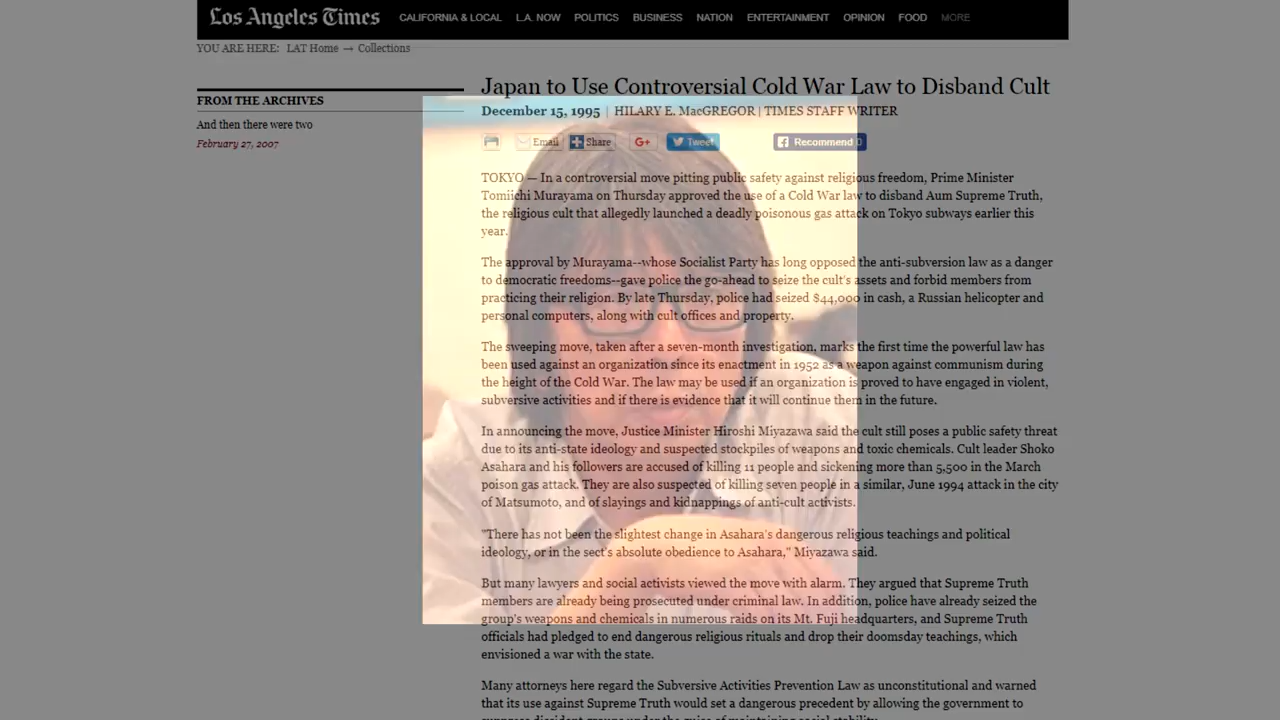 Los Angeles Times CALIFORNIA & LOCAL L.A. NOW POLITICS BUSINESS NATION ENTERTAINMENT OPINION FOOD MORE
YOU ARE HERE: LAT Home → Collections
FROM THE ARCHIVES
And then there were two
February 27, 2007
Japan to Use Controversial Cold War Law to Disband Cult
December 15, 1995 | HILARY E. MacGREGOR | TIMES STAFF WRITER
Email Share G+ Tweet Recommend 0
TOKYO — In a controversial move pitting public safety against religious freedom, Prime Minister
Tomiichi Murayama on Thursday approved the use of a Cold War law to disband Aum Supreme Truth,
the religious cult that allegedly launched a deadly poisonous gas attack on Tokyo subways earlier this
year.
The approval by Murayama--whose Socialist Party has long opposed the anti-subversion law as a danger
to democratic freedoms--gave police the go-ahead to seize the cult's assets and forbid members from
practicing their religion. By late Thursday, police had seized $44,000 in cash, a Russian helicopter and
personal computers, along with cult offices and property.
The sweeping move, taken after a seven-month investigation, marks the first time the powerful law has
been used against an organization since its enactment in 1952 as a weapon against communism during
the height of the Cold War. The law may be used if an organization is proved to have engaged in violent,
subversive activities and if there is evidence that it will continue them in the future.
In announcing the move, Justice Minister Hiroshi Miyazawa said the cult still poses a public safety threat
due to its anti-state ideology and suspected stockpiles of weapons and toxic chemicals. Cult leader Shoko
Asahara and his followers are accused of killing 11 people and sickening more than 5,500 in the March
poison gas attack. They are also suspected of killing seven people in a similar, June 1994 attack in the city
of Matsumoto, and of slayings and kidnappings of anti-cult activists.
"There has not been the slightest change in Asahara's dangerous religious teachings and political
ideology, or in the sect's absolute obedience to Asahara," Miyazawa said.
But many lawyers and social activists viewed the move with alarm. They argued that Supreme Truth
members are already being prosecuted under criminal law. In addition, police have already seized the
group's weapons and chemicals in numerous raids on its Mt. Fuji headquarters, and Supreme Truth
officials had pledged to end dangerous religious rituals and drop their doomsday teachings, which
envisioned a war with the state.
Many attorneys here regard the Subversive Activities Prevention Law as unconstitutional and warned
that its use against Supreme Truth would set a dangerous precedent by allowing the government to
suppress dissident groups under the guise of maintaining social stability.